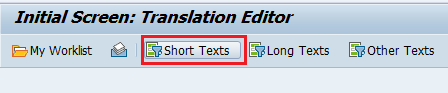 Initial Screen: Translation Editor
My Worklist Short Texts Long Texts Other Texts